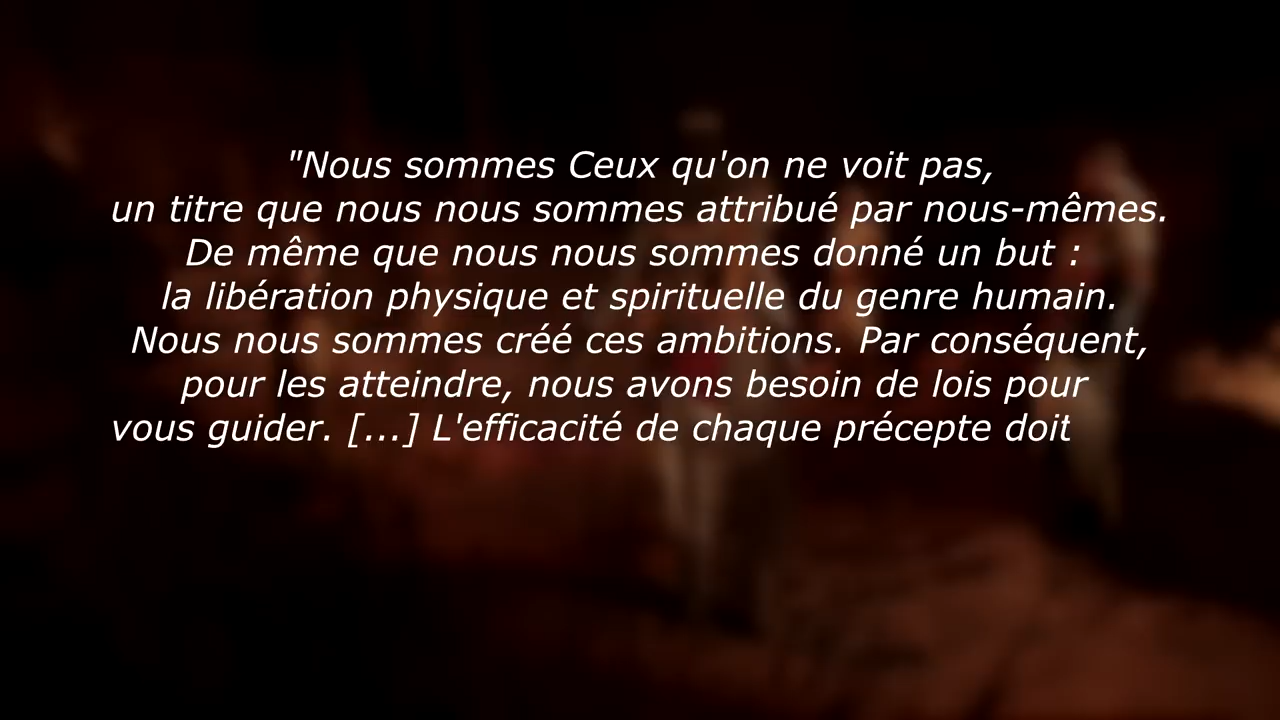 "Nous sommes Ceux qu'on ne voit pas,
un titre que nous nous sommes attribué par nous-mêmes.
De même que nous nous sommes donné un but :
la libération physique et spirituelle du genre humain.
Nous nous sommes créé ces ambitions. Par conséquent,
pour les atteindre, nous avons besoin de lois pour
vous guider. [...] L'efficacité de chaque précepte doit